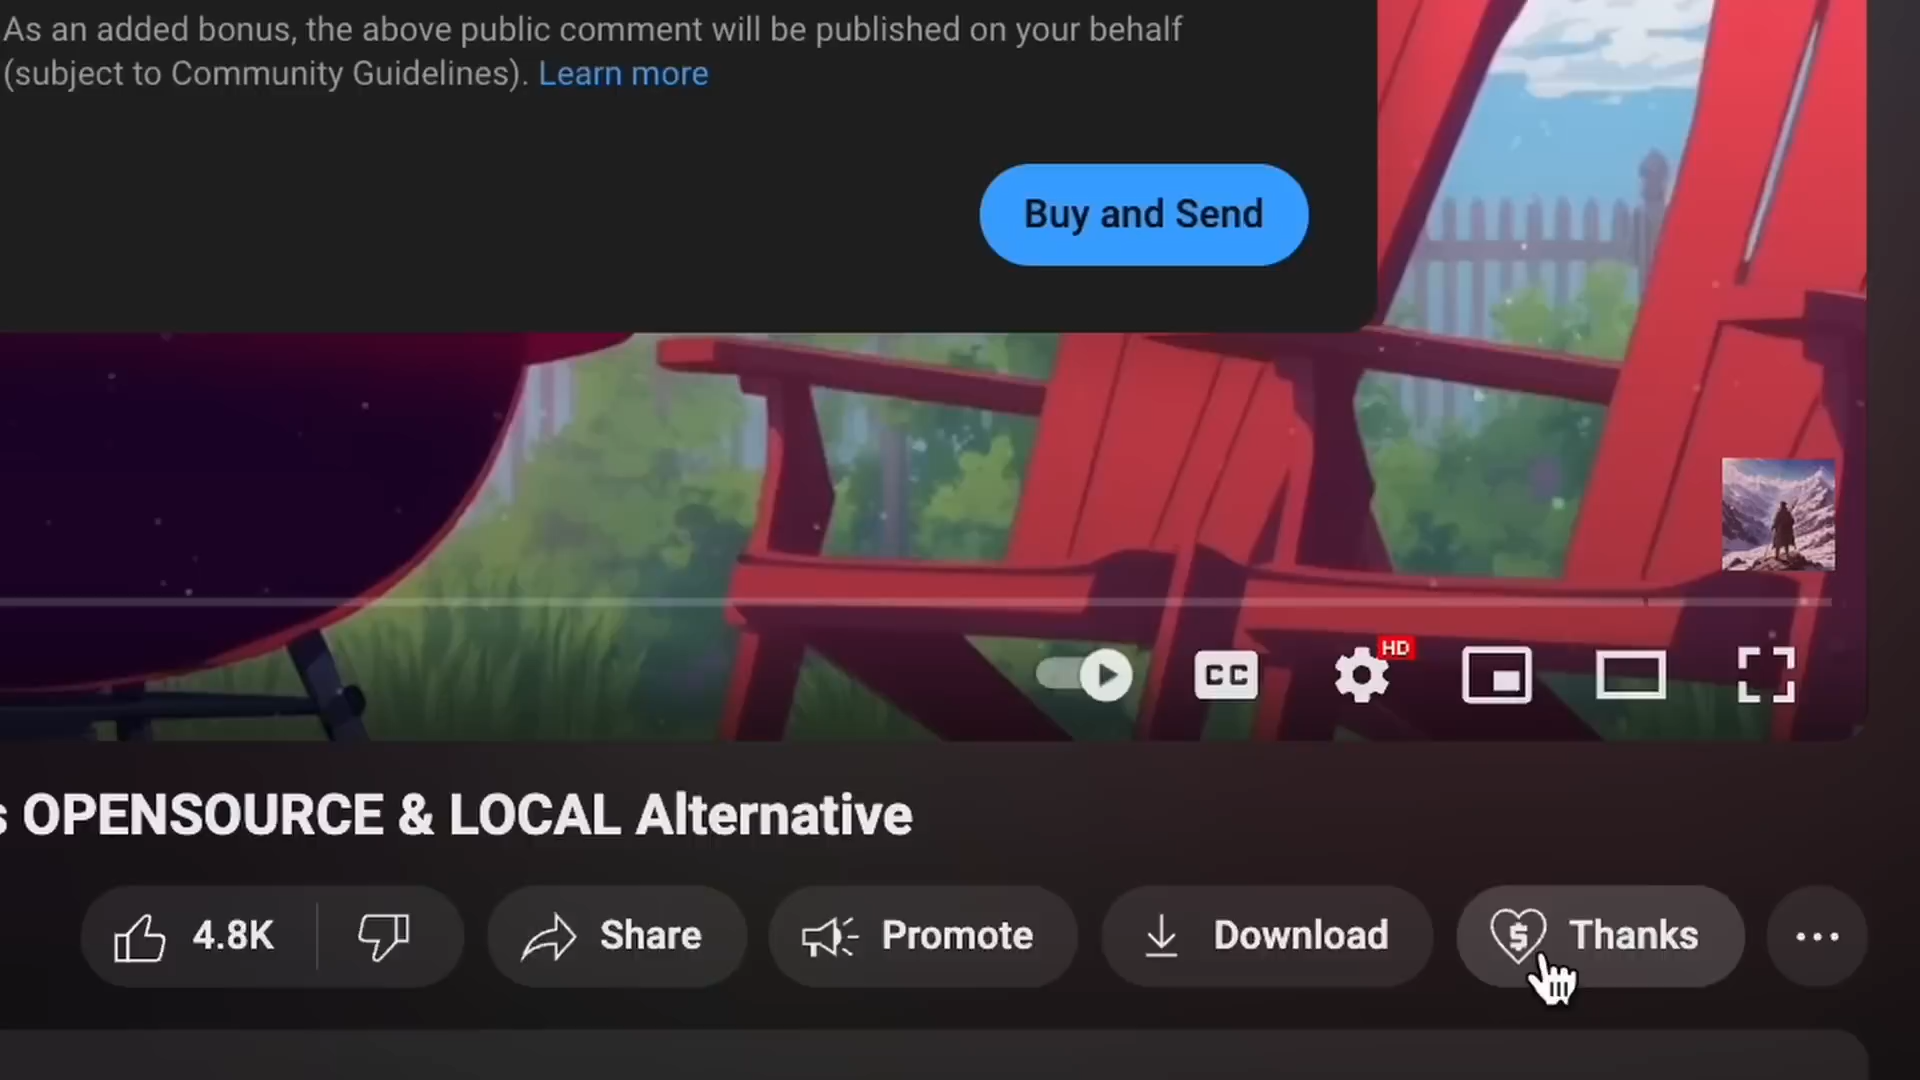 As an added bonus, the above public comment will be published on your behalf
(subject to Community Guidelines). Learn more
Buy and Send
CC
HD
s OPENSOURCE & LOCAL Alternative
4.8K
Share
Promote
Download
$ Thanks